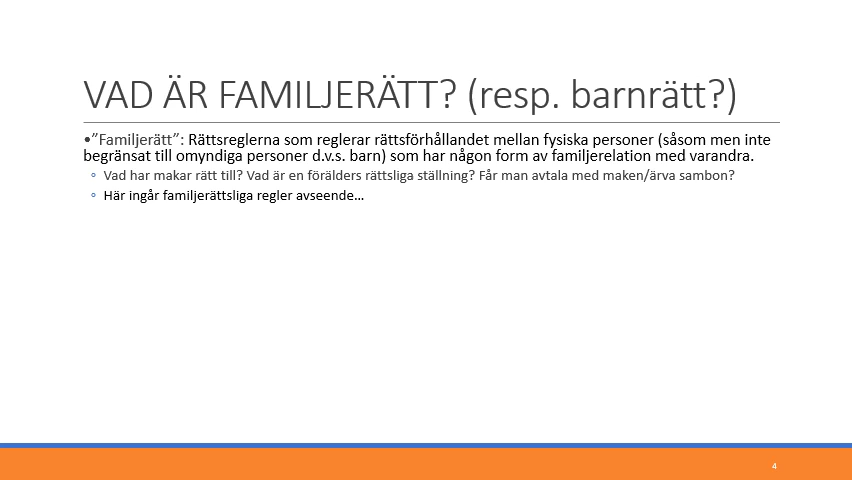 VAD ÄR FAMILJERÄTT? (resp. barnrätt?)
•”Familjerätt”: Rättsreglerna som reglerar rättsförhållandet mellan fysiska personer (såsom men inte
begränsat till omyndiga personer d.v.s. barn) som har någon form av familjerelation med varandra.
◦ Vad har makar rätt till? Vad är en förälders rättsliga ställning? Får man avtala med maken/ärva sambon?
◦ Här ingår familjerättsliga regler avseende…
4